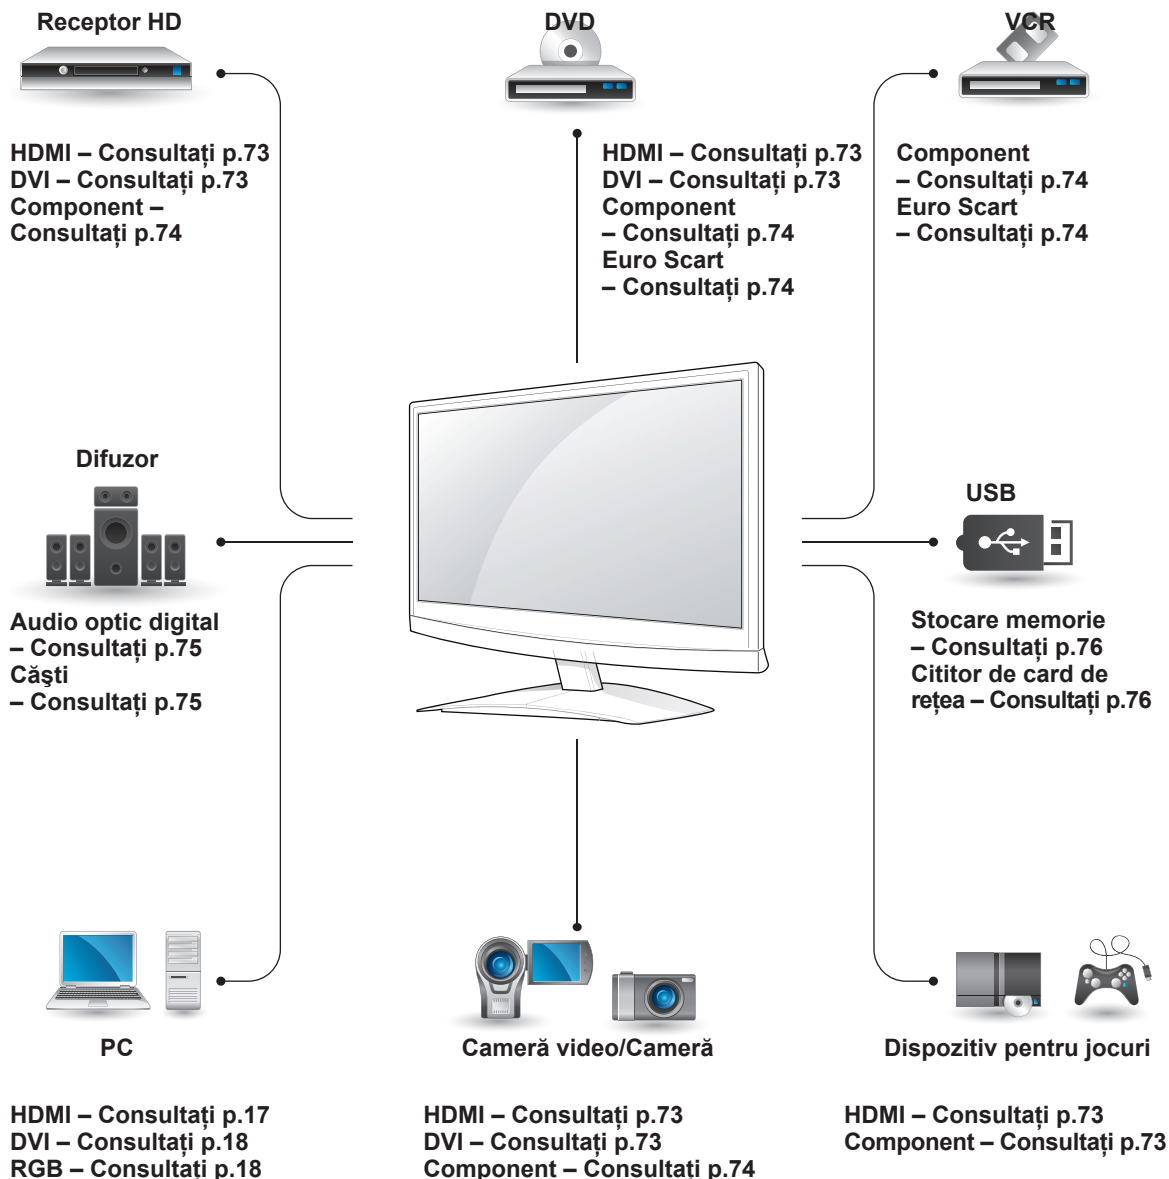 Receptor HD
HDMI – Consultați p.73
DVI – Consultați p.73
Component –
Consultați p.74
DVD
HDMI – Consultați p.73
DVI – Consultați p.73
Component
– Consultați p.74
Euro Scart
– Consultați p.74
VCR
Component
– Consultați p.74
Euro Scart
– Consultați p.74
Difuzor
Audio optic digital
– Consultați p.75
Căşti
– Consultați p.75
USB
Stocare memorie
– Consultați p.76
Cititor de card de
rețea – Consultați p.76
PC
HDMI – Consultați p.17
DVI – Consultați p.18
RGB – Consultați p.18
Cameră video/Cameră
HDMI – Consultați p.73
DVI – Consultați p.73
Component – Consultați p.74
Dispozitiv pentru jocuri
HDMI – Consultați p.73
Component – Consultați p.73